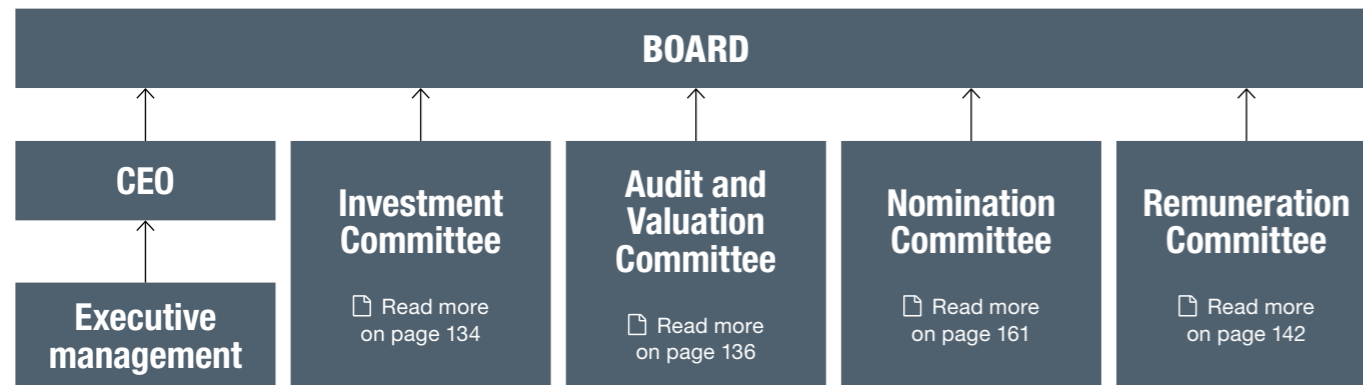 BOARD
CEO
Executive
management
Investment
Committee
Read more
on page 134
Audit and
Valuation
Committee
Read more
on page 136
Nomination
Committee
Read more
on page 161
Remuneration
Committee
Read more
on page 142